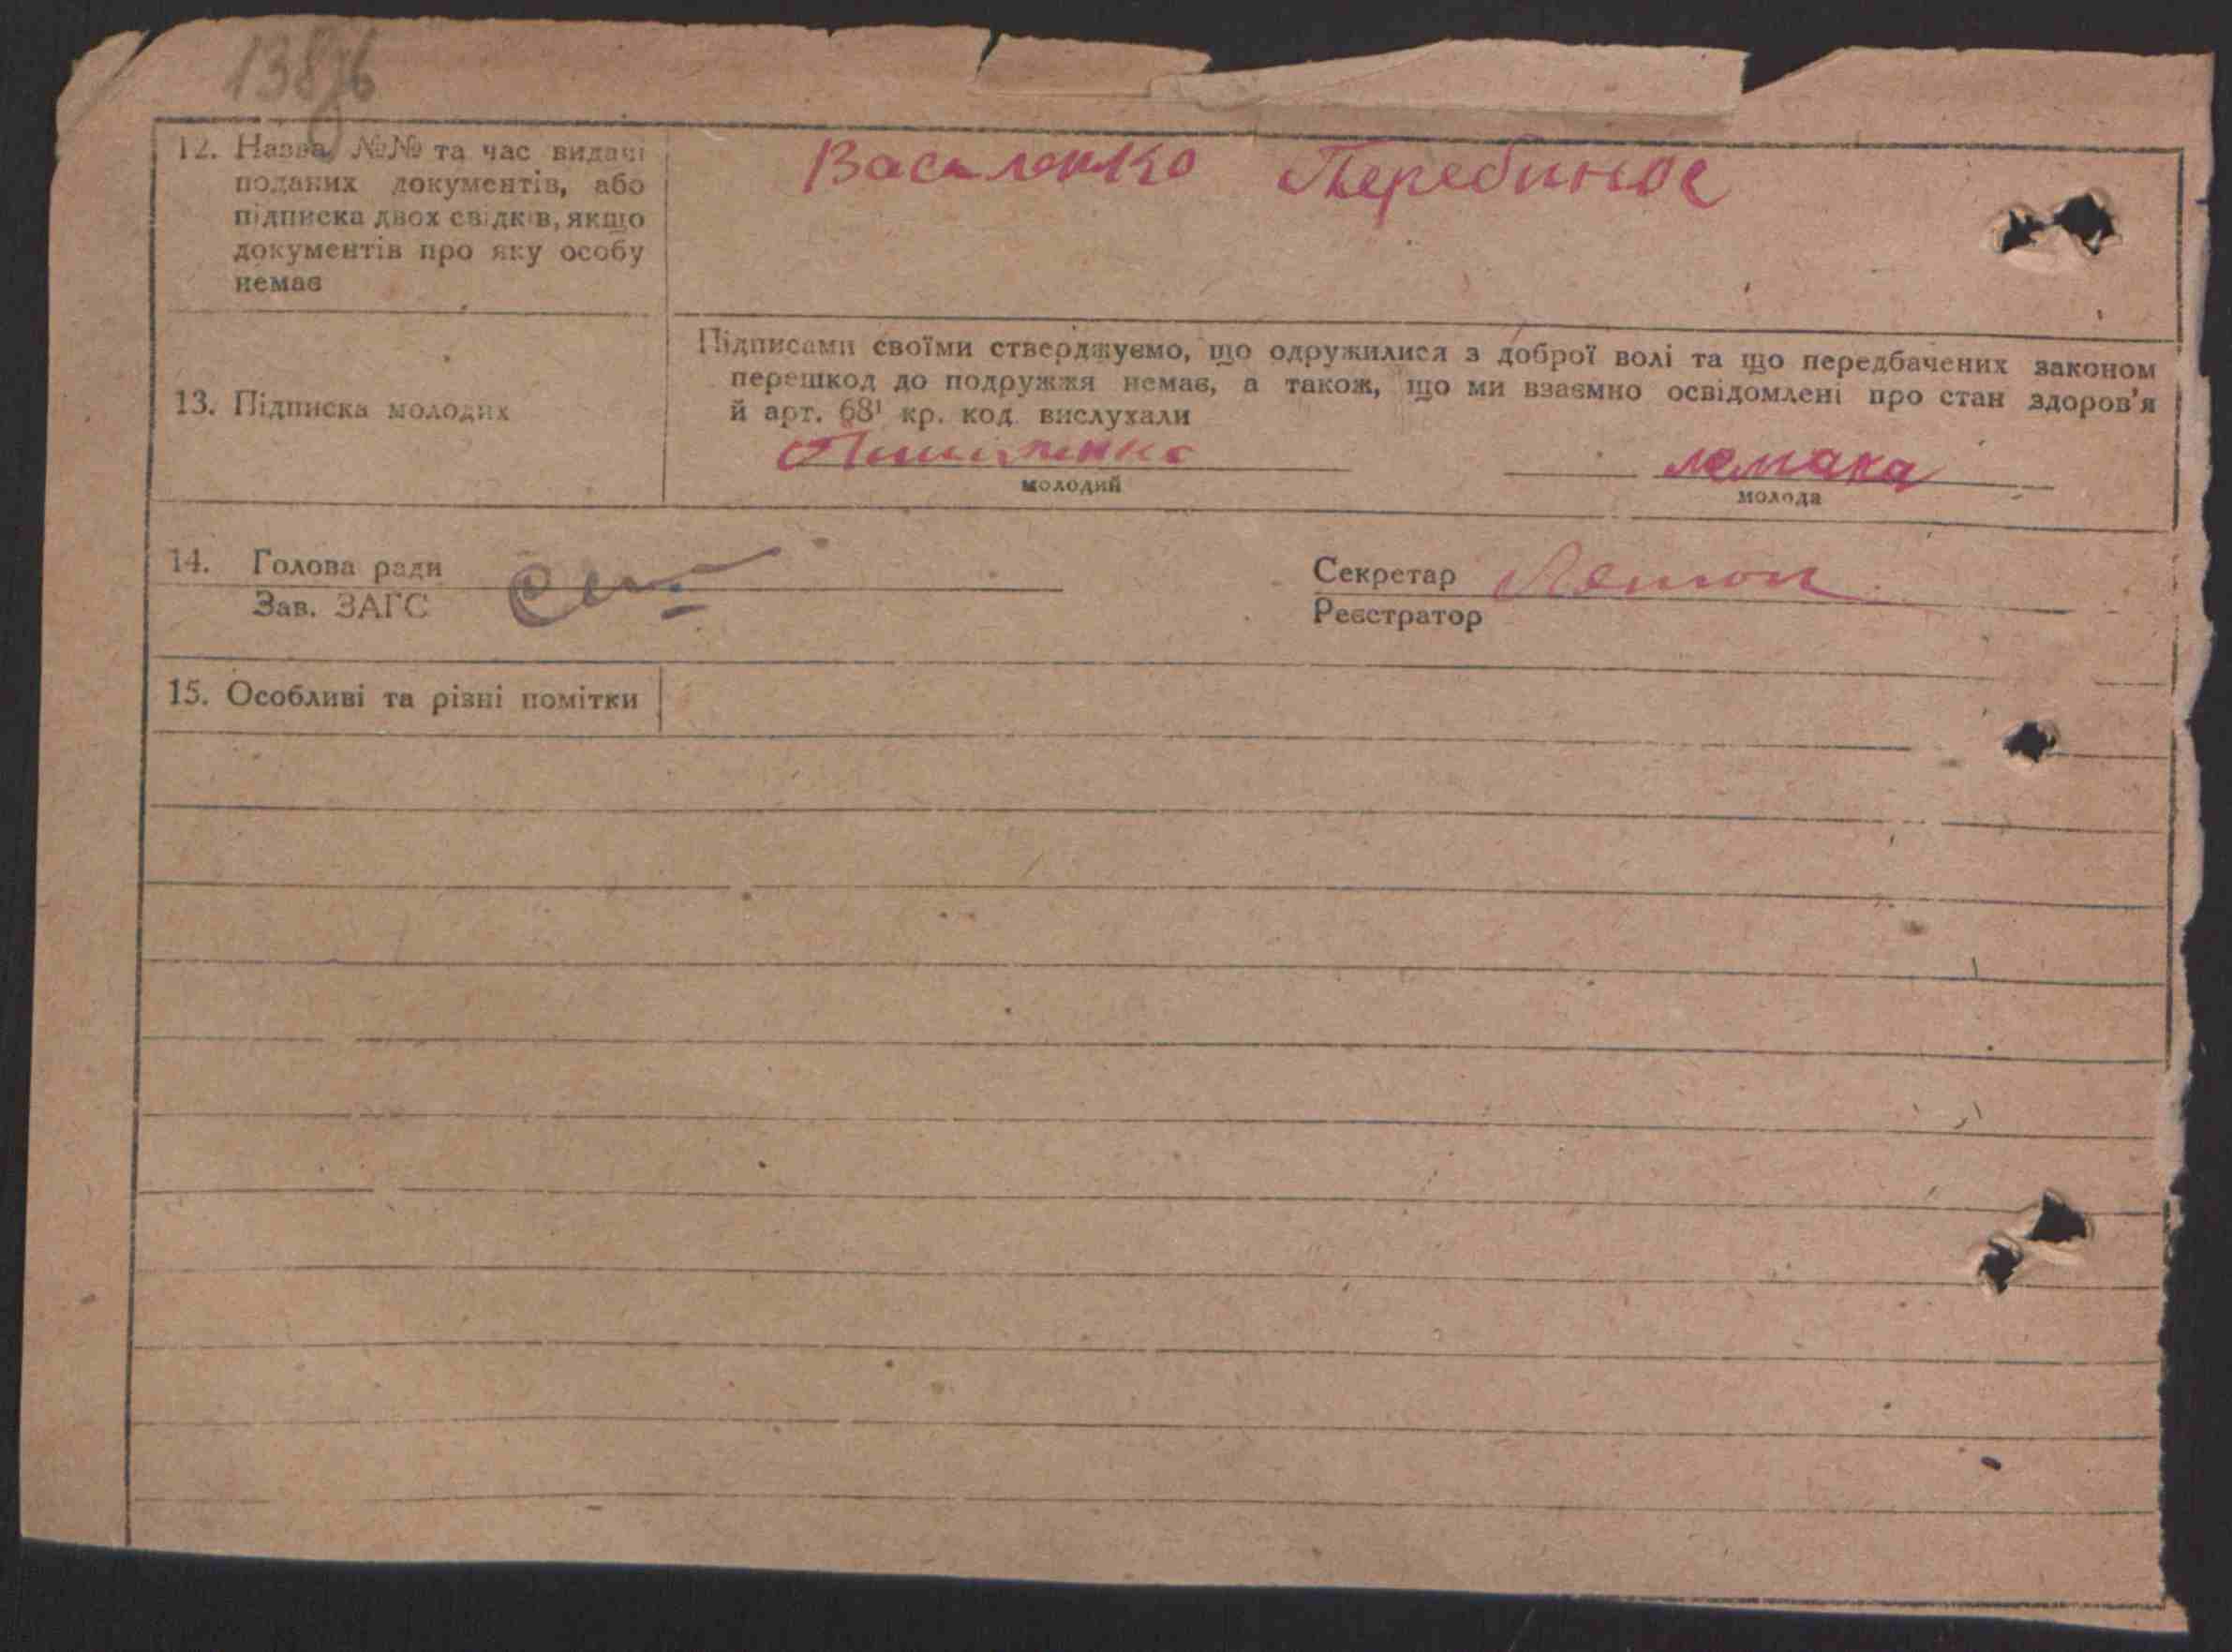 138
12. Назва, №№ та час видачі
поданих документів, або
підписка двох свідків, якщо
документів про яку особу
немає
Василенко
13. Підписка молодих
Підписами своїми стверджуємо, що одружилися з доброї волі та що передбачених законом
перешкод до подружжя немає, а також, що ми взаємно освідомлені про стан здоров'я
й арт. 68¹ кр. код. вислухали
лемака
молодий
молода
14. Голова ради
Зав. ЗАГС
Секретар
Реєстратор
15. Особливі та різні помітки